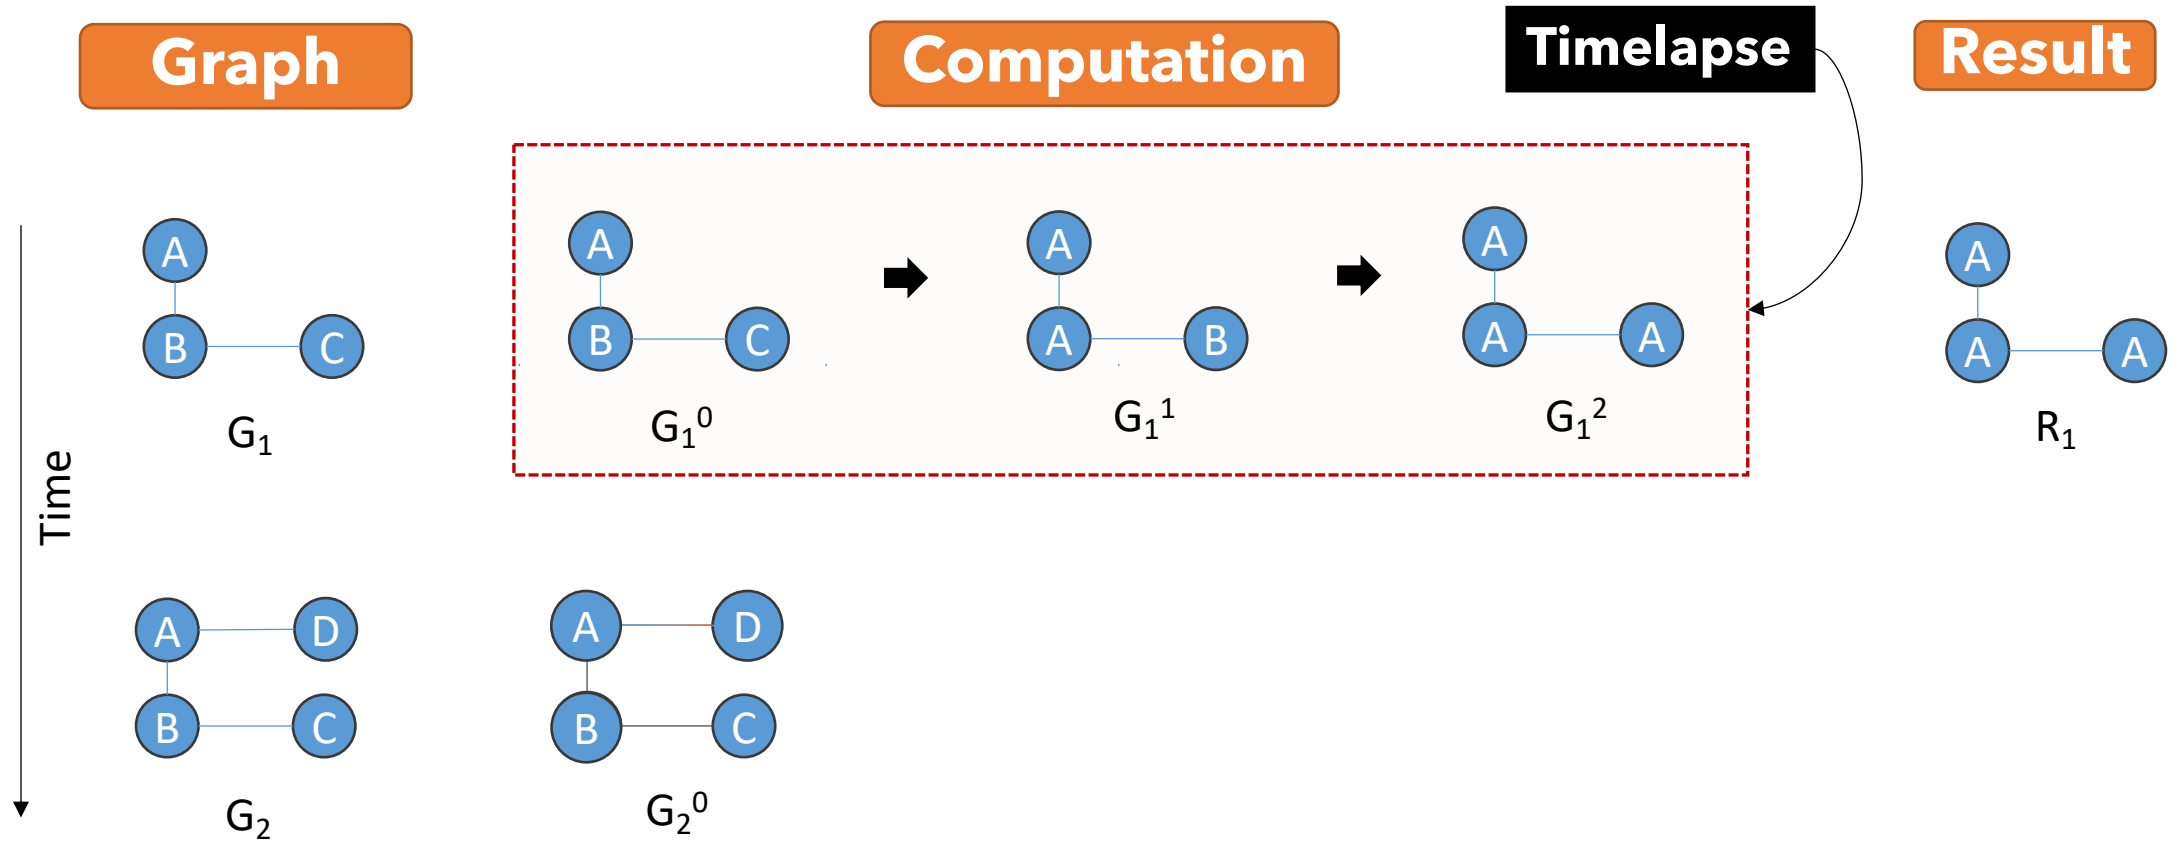 Graph
Computation
Timelapse
Result
Time
A
B C
G₁
A
B C
G₁⁰
A
A B
G₁¹
A
A A
G₁²
A
A A
R₁
A D
B C
G₂
A D
B C
G₂⁰